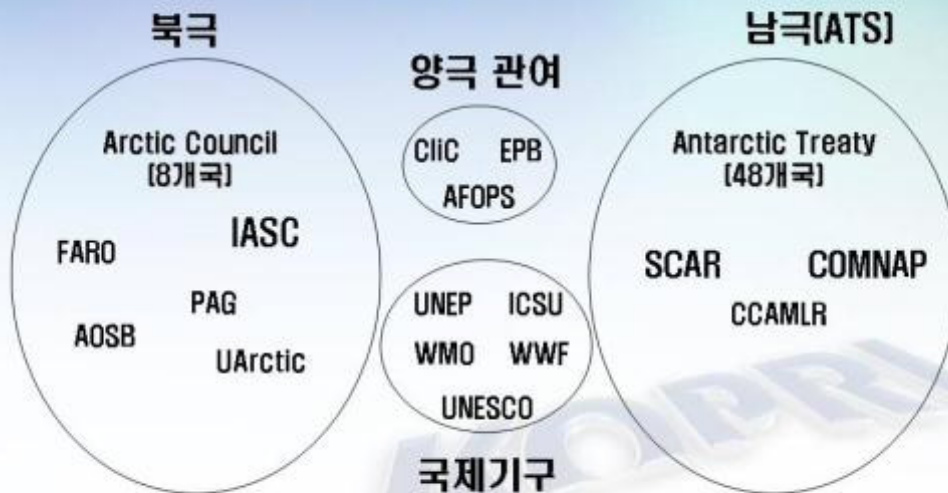 북극
Arctic Council
[8개국]
FARO
IASC
PAG
AOSB
UArctic
양극 관여
CliC EPB
AFOPS
UNEP ICSU
WMO WWF
UNESCO
국제기구
남극(ATS)
Antarctic Treaty
[48개국]
SCAR COMNAP
CCAMLR
KOPRI